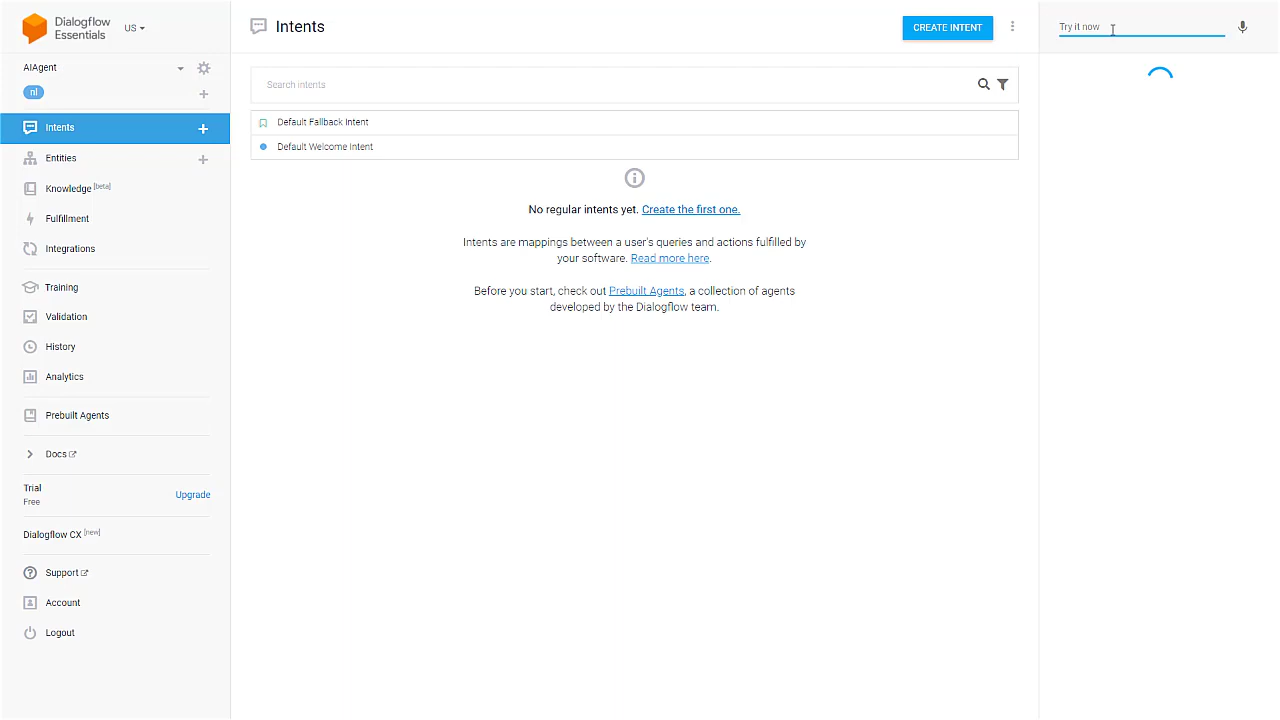 Dialogflow
Essentials
US
AIAgent
nl
Intents
Entities
Knowledge [beta]
Fulfillment
Integrations
Training
Validation
History
Analytics
Prebuilt Agents
Docs
Trial
Free
Upgrade
Dialogflow CX [new]
Support
Account
Logout
Intents
CREATE INTENT
Search intents
Default Fallback Intent
Default Welcome Intent
No regular intents yet. Create the first one.
Intents are mappings between a user's queries and actions fulfilled by
your software. Read more here.
Before you start, check out Prebuilt Agents, a collection of agents
developed by the Dialogflow team.
Try it now